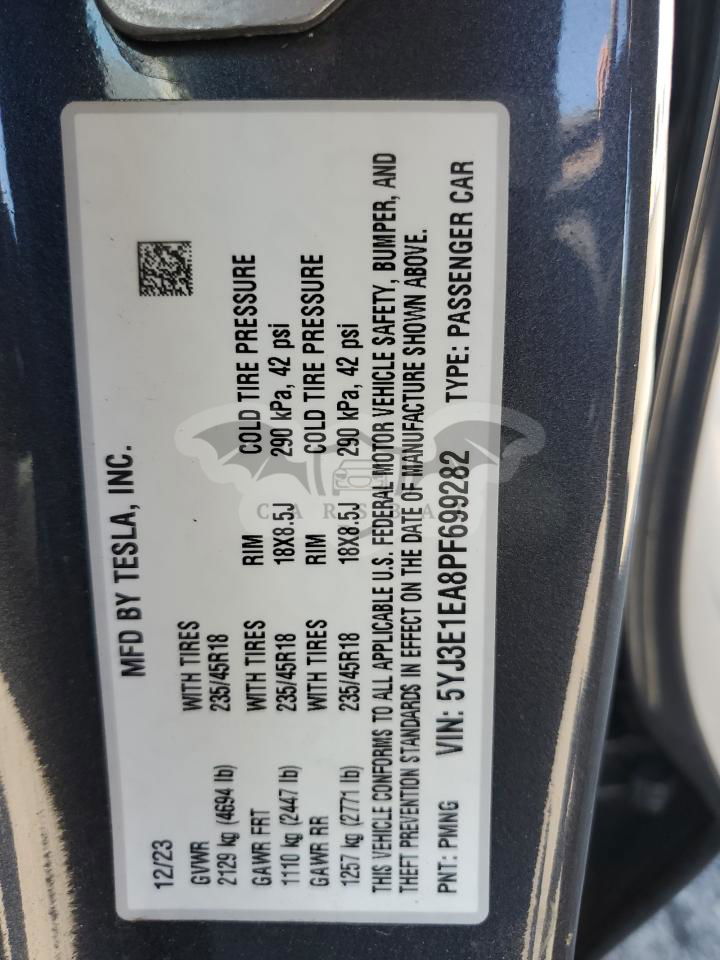 MFD BY TESLA, INC.
12/23
GVWR WITH TIRES
2129 kg (4694 lb) 235/45R18
GAWR FRT WITH TIRES RIM COLD TIRE PRESSURE
1110 kg (2447 lb) 235/45R18 18X8.5J 290 kPa, 42 psi
GAWR RR WITH TIRES RIM COLD TIRE PRESSURE
1257 kg (2771 lb) 235/45R18 18X8.5J 290 kPa, 42 psi
THIS VEHICLE CONFORMS TO ALL APPLICABLE U.S. FEDERAL MOTOR VEHICLE SAFETY, BUMPER, AND
THEFT PREVENTION STANDARDS IN EFFECT ON THE DATE OF MANUFACTURE SHOWN ABOVE.
PNT: PMNG VIN: 5YJ3E1EA8PF699282 TYPE: PASSENGER CAR
CARSBAT